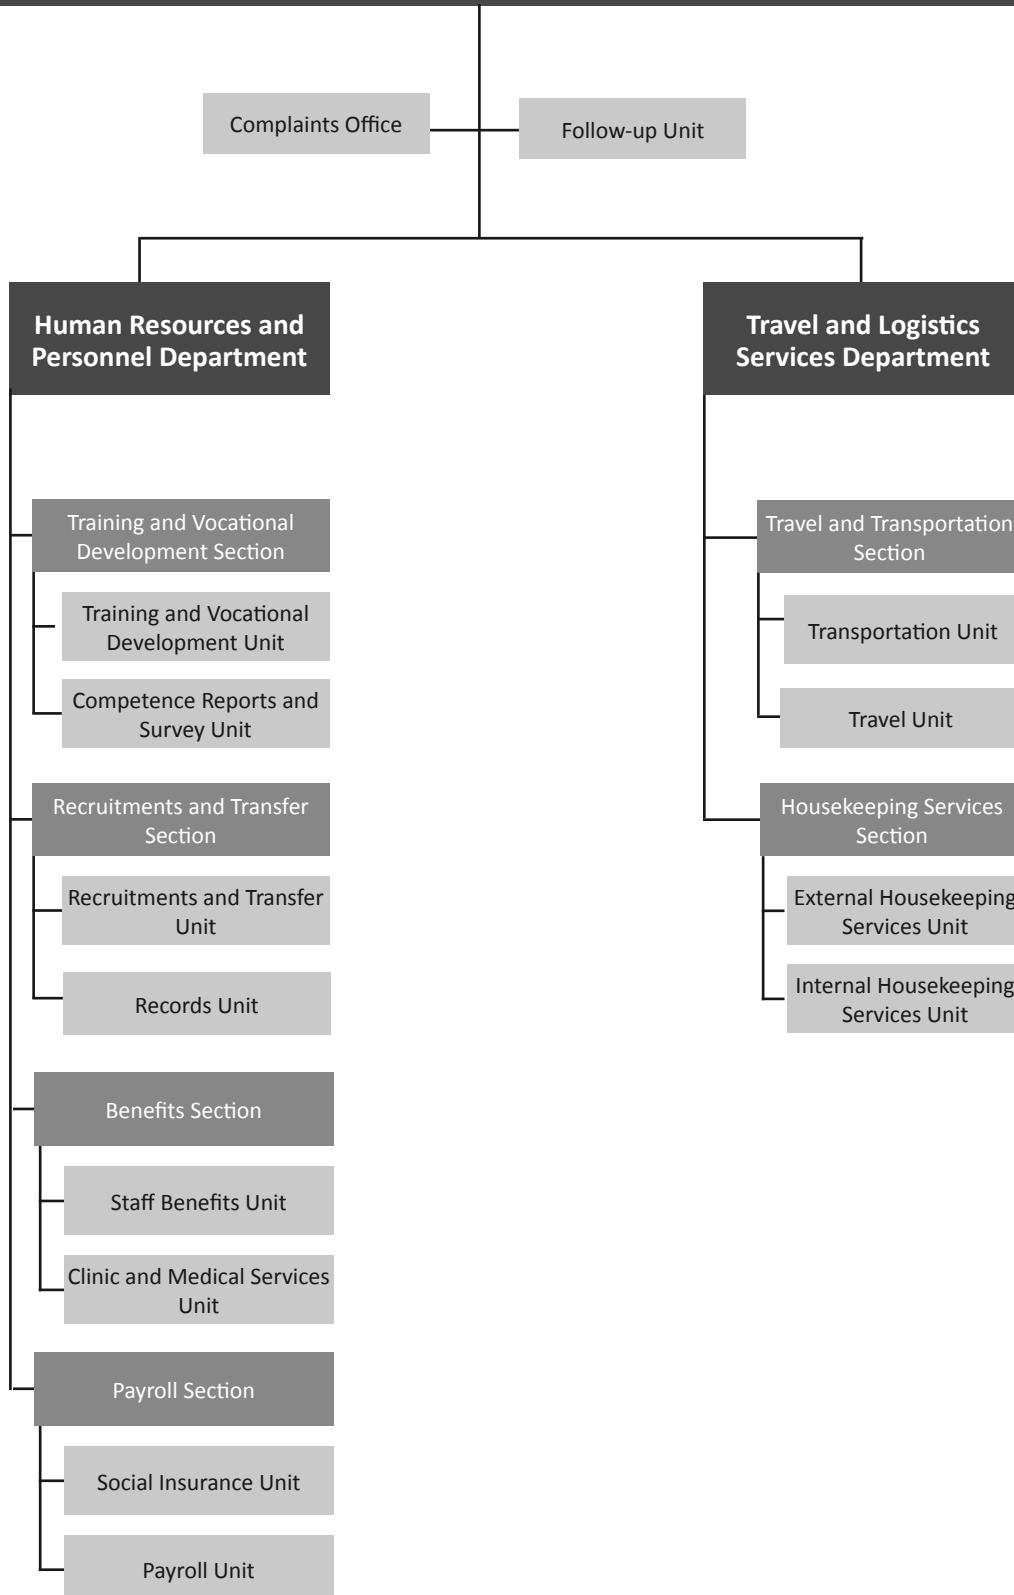 Complaints Office
Follow-up Unit
Human Resources and
Personnel Department
Training and Vocational
Development Section
Training and Vocational
Development Unit
Competence Reports and
Survey Unit
Recruitments and Transfer
Section
Recruitments and Transfer
Unit
Records Unit
Benefits Section
Staff Benefits Unit
Clinic and Medical Services
Unit
Payroll Section
Social Insurance Unit
Payroll Unit
Travel and Logistics
Services Department
Travel and Transportation
Section
Transportation Unit
Travel Unit
Housekeeping Services
Section
External Housekeeping
Services Unit
Internal Housekeeping
Services Unit